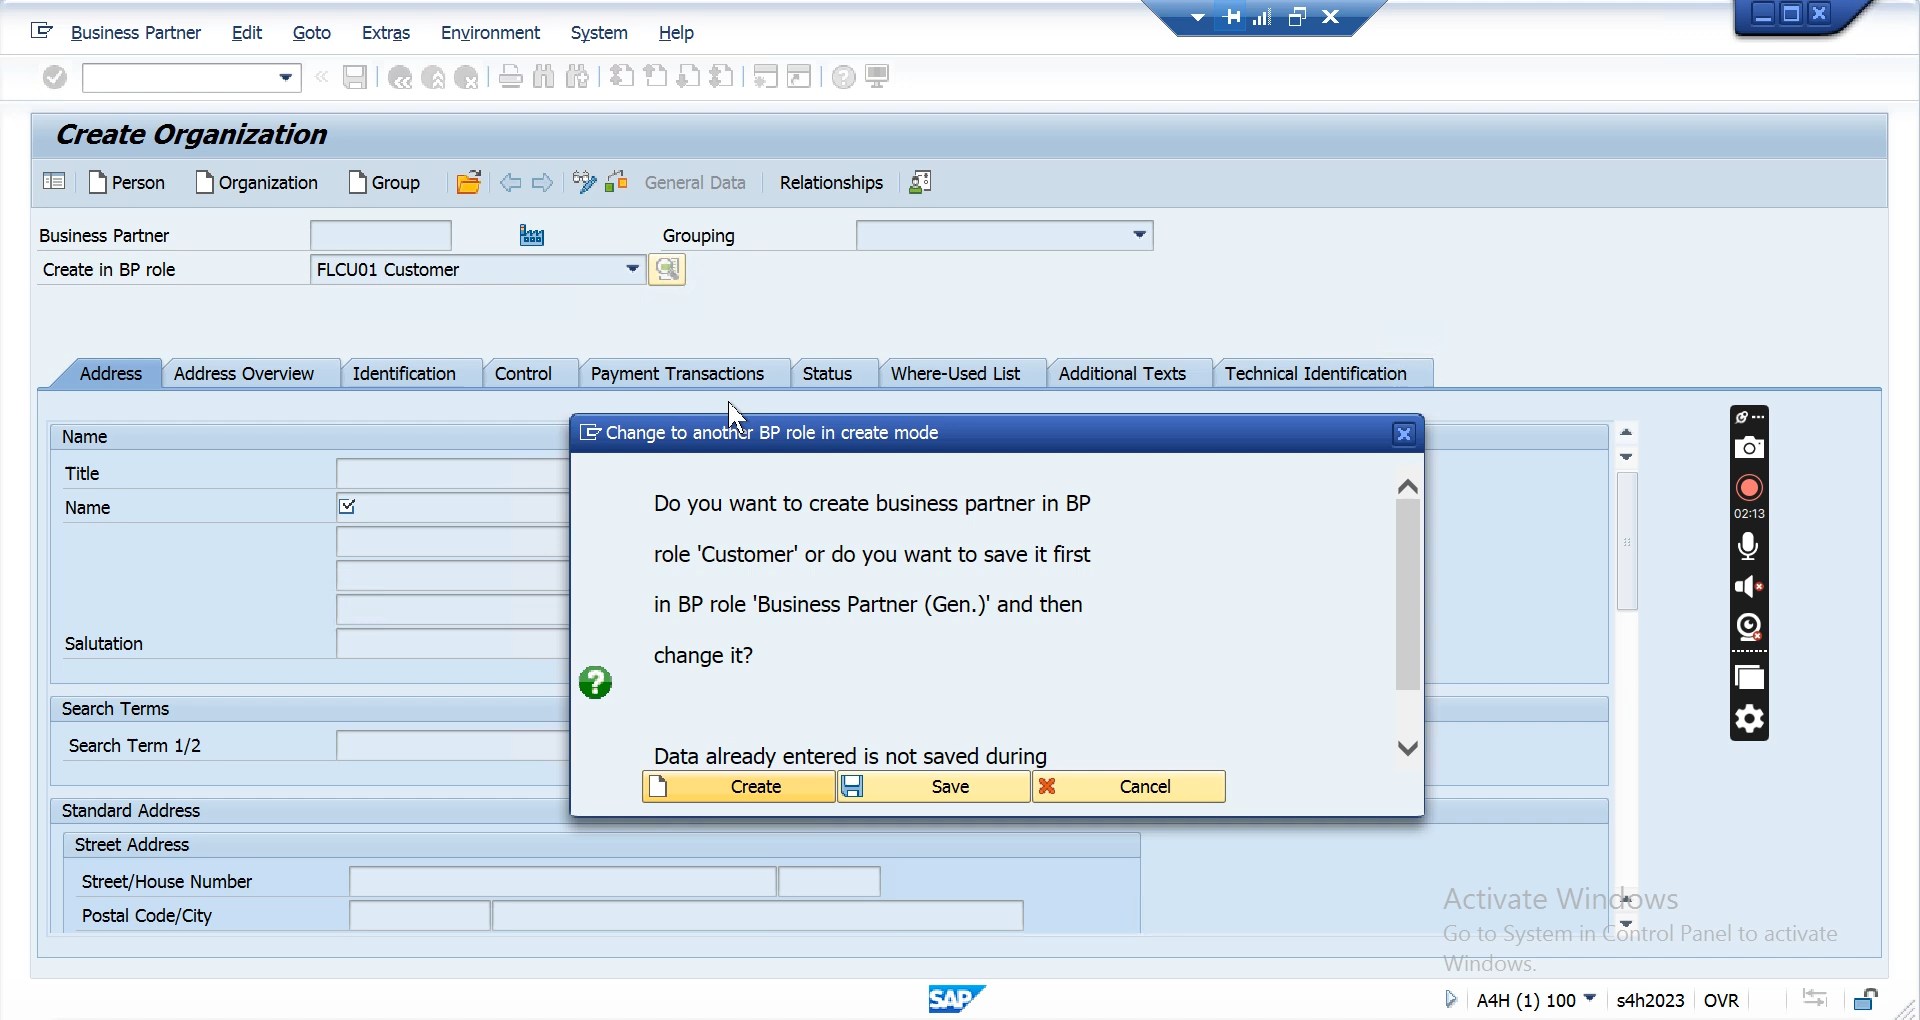 Business Partner Edit Goto Extras Environment System Help
Create Organization
Person Organization Group General Data Relationships
Business Partner Grouping
Create in BP role FLCU01 Customer
Address Address Overview Identification Control Payment Transactions Status Where-Used List Additional Texts Technical Identification
Name
Title
Name
Salutation
Search Terms
Search Term 1/2
Standard Address
Street Address
Street/House Number
Postal Code/City
Change to another BP role in create mode
Do you want to create business partner in BP
role 'Customer' or do you want to save it first
in BP role 'Business Partner (Gen.)' and then
change it?
Data already entered is not saved during
Create Save Cancel
02:13
Activate Windows
Go to System in Control Panel to activate
Windows.
SAP
A4H (1) 100 s4h2023 OVR